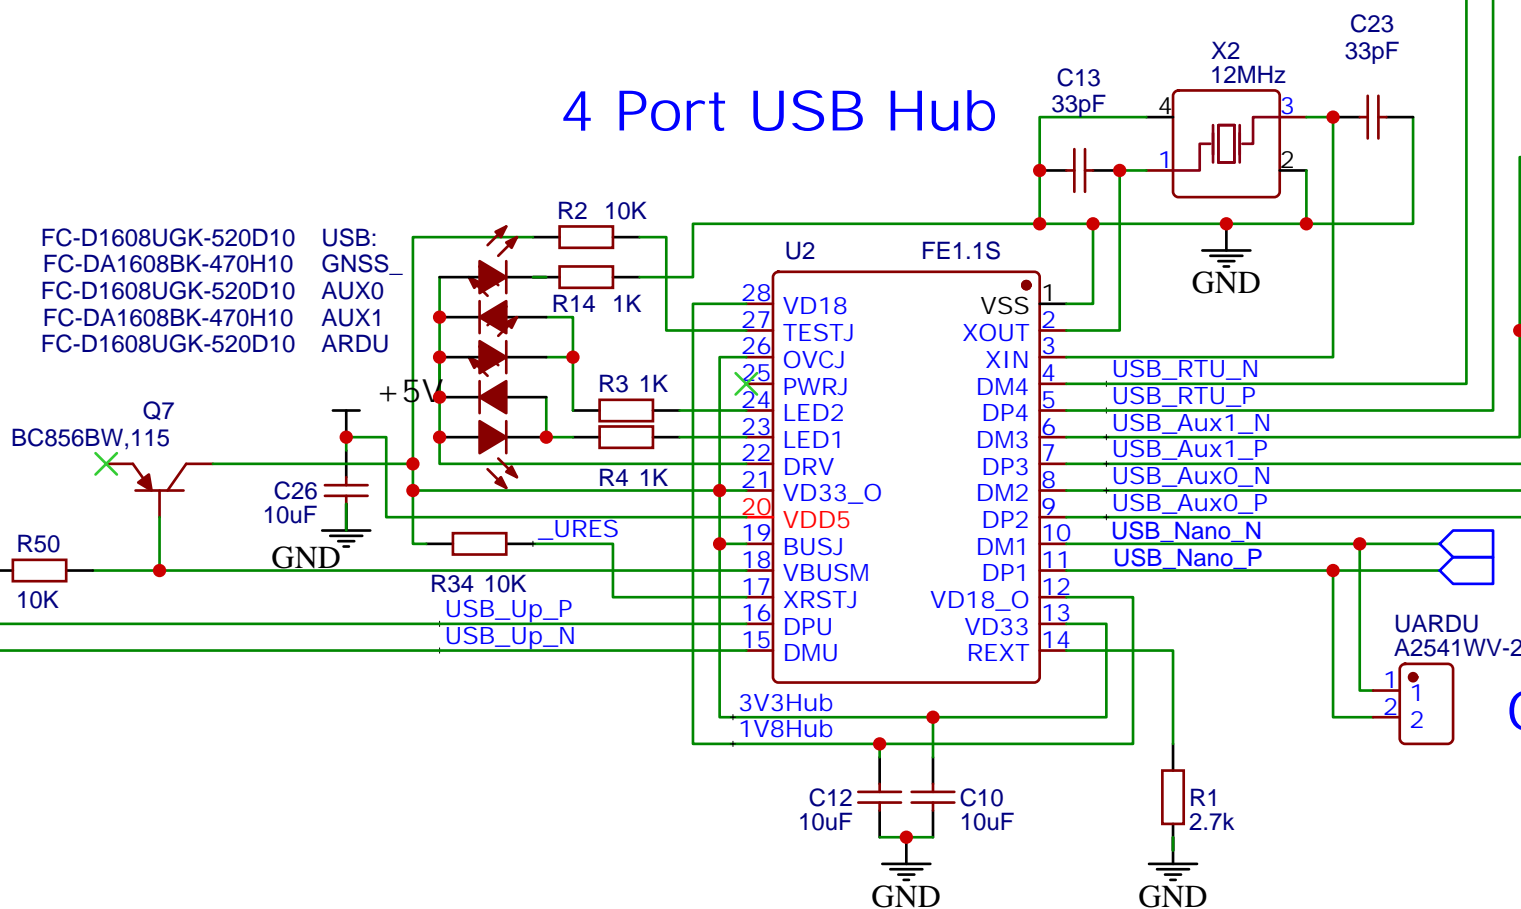 4 Port USB Hub
C23
33pF
X2
12MHz
C13
33pF
4
3
1
2
GND
R2 10K
R14 1K
R3 1K
R4 1K
FC-D1608UGK-520D10 USB:
FC-DA1608BK-470H10 GNSS_
FC-D1608UGK-520D10 AUX0
FC-DA1608BK-470H10 AUX1
FC-D1608UGK-520D10 ARDU
+5V
Q7
BC856BW,115
C26
10uF
GND
R50
10K
_URES
R34 10K
USB_Up_P
USB_Up_N
U2 FE1.1S
28 VD18
27 TESTJ
26 OVCJ
25 PWRJ
24 LED2
23 LED1
22 DRV
21 VD33_O
20 VDD5
19 BUSJ
18 VBUSM
17 XRSTJ
16 DPU
15 DMU
VSS 1
XOUT 2
XIN 3
DM4 4
DP4 5
DM3 6
DP3 7
DM2 8
DP2 9
DM1 10
DP1 11
VD18_O 12
VD33 13
REXT 14
USB_RTU_N
USB_RTU_P
USB_Aux1_N
USB_Aux1_P
USB_Aux0_N
USB_Aux0_P
USB_Nano_N
USB_Nano_P
UARDU
A2541WV-2
1 1
2 2
3V3Hub
1V8Hub
C12
10uF
C10
10uF
GND
R1
2.7k
GND